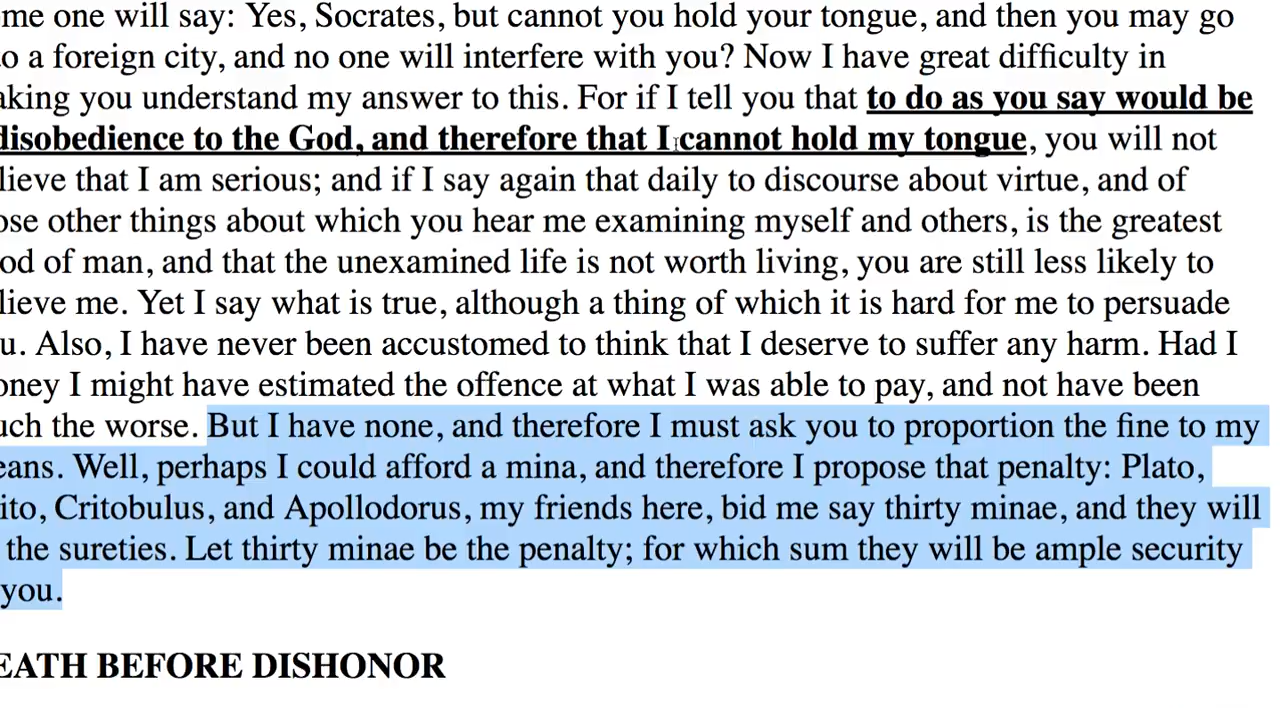 me one will say: Yes, Socrates, but cannot you hold your tongue, and then you may go
o a foreign city, and no one will interfere with you? Now I have great difficulty in
aking you understand my answer to this. For if I tell you that to do as you say would be
disobedience to the God, and therefore that I cannot hold my tongue, you will not
lieve that I am serious; and if I say again that daily to discourse about virtue, and of
ose other things about which you hear me examining myself and others, is the greatest
od of man, and that the unexamined life is not worth living, you are still less likely to
lieve me. Yet I say what is true, although a thing of which it is hard for me to persuade
u. Also, I have never been accustomed to think that I deserve to suffer any harm. Had I
oney I might have estimated the offence at what I was able to pay, and not have been
uch the worse. But I have none, and therefore I must ask you to proportion the fine to my
eans. Well, perhaps I could afford a mina, and therefore I propose that penalty: Plato,
ito, Critobulus, and Apollodorus, my friends here, bid me say thirty minae, and they will
the sureties. Let thirty minae be the penalty; for which sum they will be ample security
you.
EATH BEFORE DISHONOR